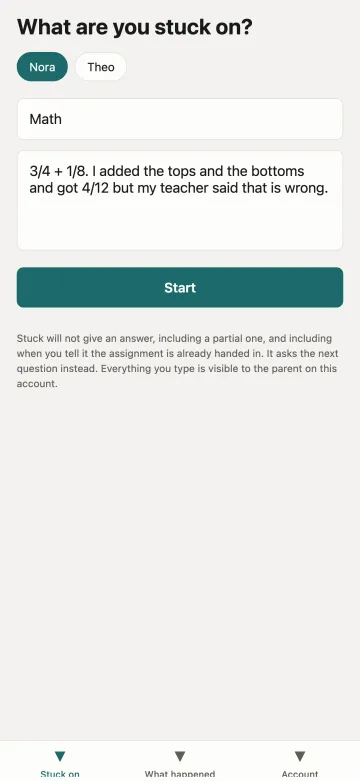 What are you stuck on?
Nora
Theo
Math
3/4 + 1/8. I added the tops and the bottoms
and got 4/12 but my teacher said that is wrong.
Start
Stuck will not give an answer, including a partial one, and including
when you tell it the assignment is already handed in. It asks the next
question instead. Everything you type is visible to the parent on this
account.
Stuck on
What happened
Account